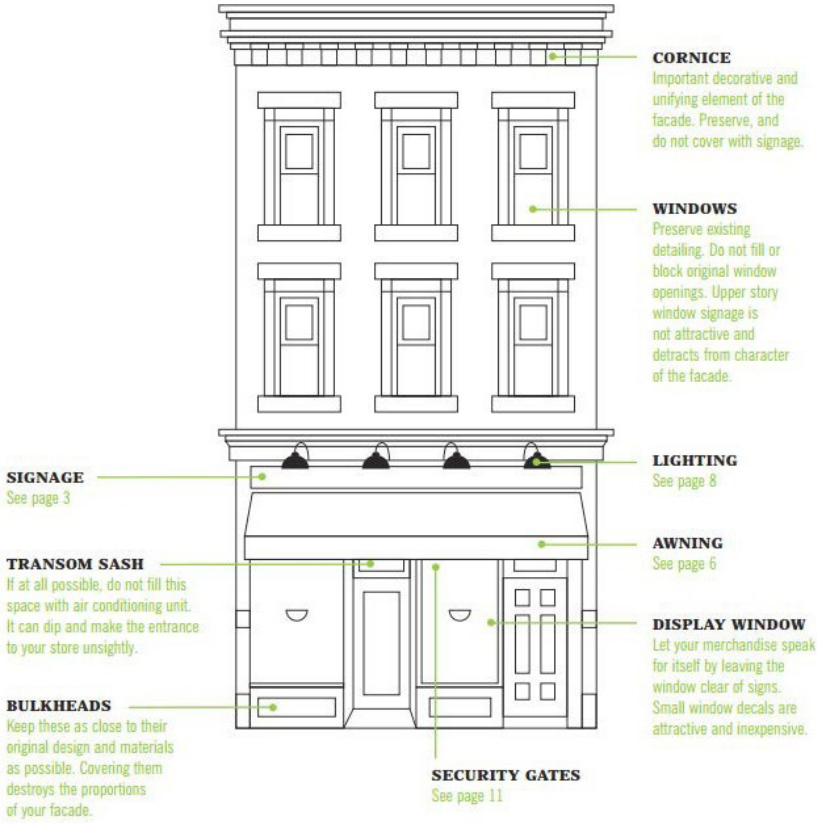 CORNICE
Important decorative and
unifying element of the
facade. Preserve, and
do not cover with signage.
WINDOWS
Preserve existing
detailing. Do not fill or
block original window
openings. Upper story
window signage is
not attractive and
detracts from character
of the facade.
SIGNAGE
See page 3
LIGHTING
See page 8
AWNING
See page 6
TRANSOM SASH
If at all possible, do not fill this
space with air conditioning unit.
It can dip and make the entrance
to your store unsightly.
DISPLAY WINDOW
Let your merchandise speak
for itself by leaving the
window clear of signs.
Small window decals are
attractive and inexpensive.
BULKHEADS
Keep these as close to their
original design and materials
as possible. Covering them
destroys the proportions
of your facade.
SECURITY GATES
See page 11